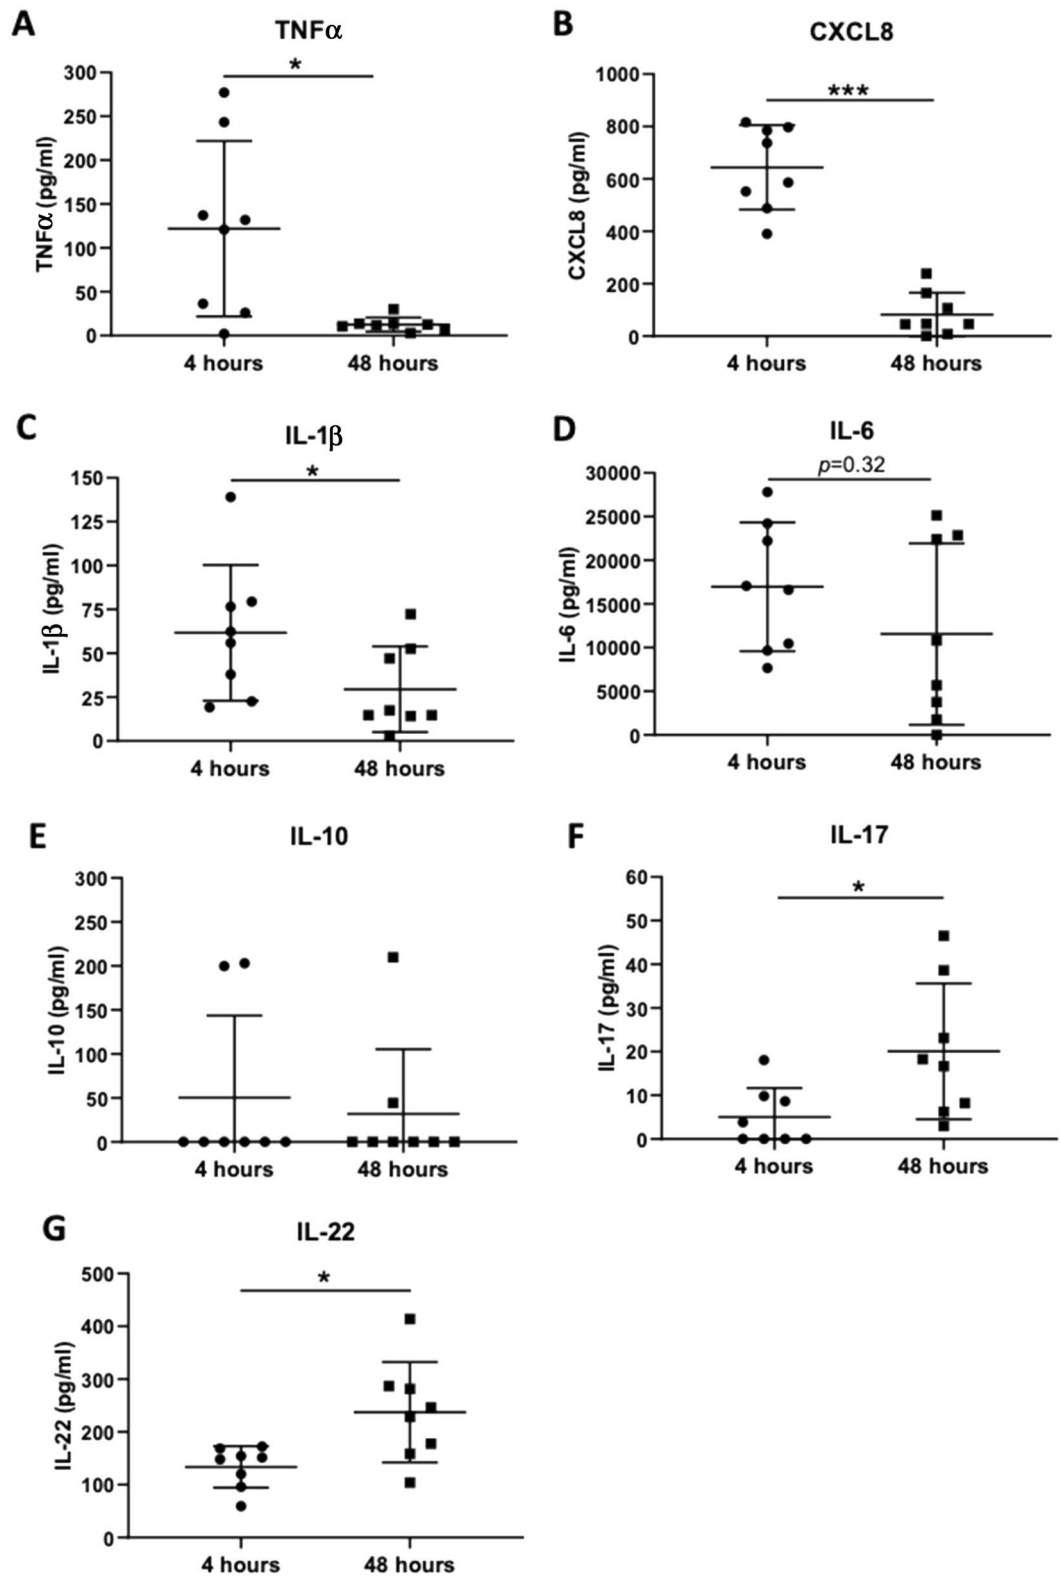 A
TNFα
TNFα (pg/ml)
300
250
200
150
100
50
0
*
4 hours
48 hours
B
CXCL8
CXCL8 (pg/ml)
1000
800
600
400
200
0
***
4 hours
48 hours
C
IL-1β
IL-1β (pg/ml)
150
125
100
75
50
25
0
*
4 hours
48 hours
D
IL-6
IL-6 (pg/ml)
30000
25000
20000
15000
10000
5000
0
p=0.32
4 hours
48 hours
E
IL-10
IL-10 (pg/ml)
300
250
200
150
100
50
0
4 hours
48 hours
F
IL-17
IL-17 (pg/ml)
60
50
40
30
20
10
0
*
4 hours
48 hours
G
IL-22
IL-22 (pg/ml)
500
400
300
200
100
0
*
4 hours
48 hours